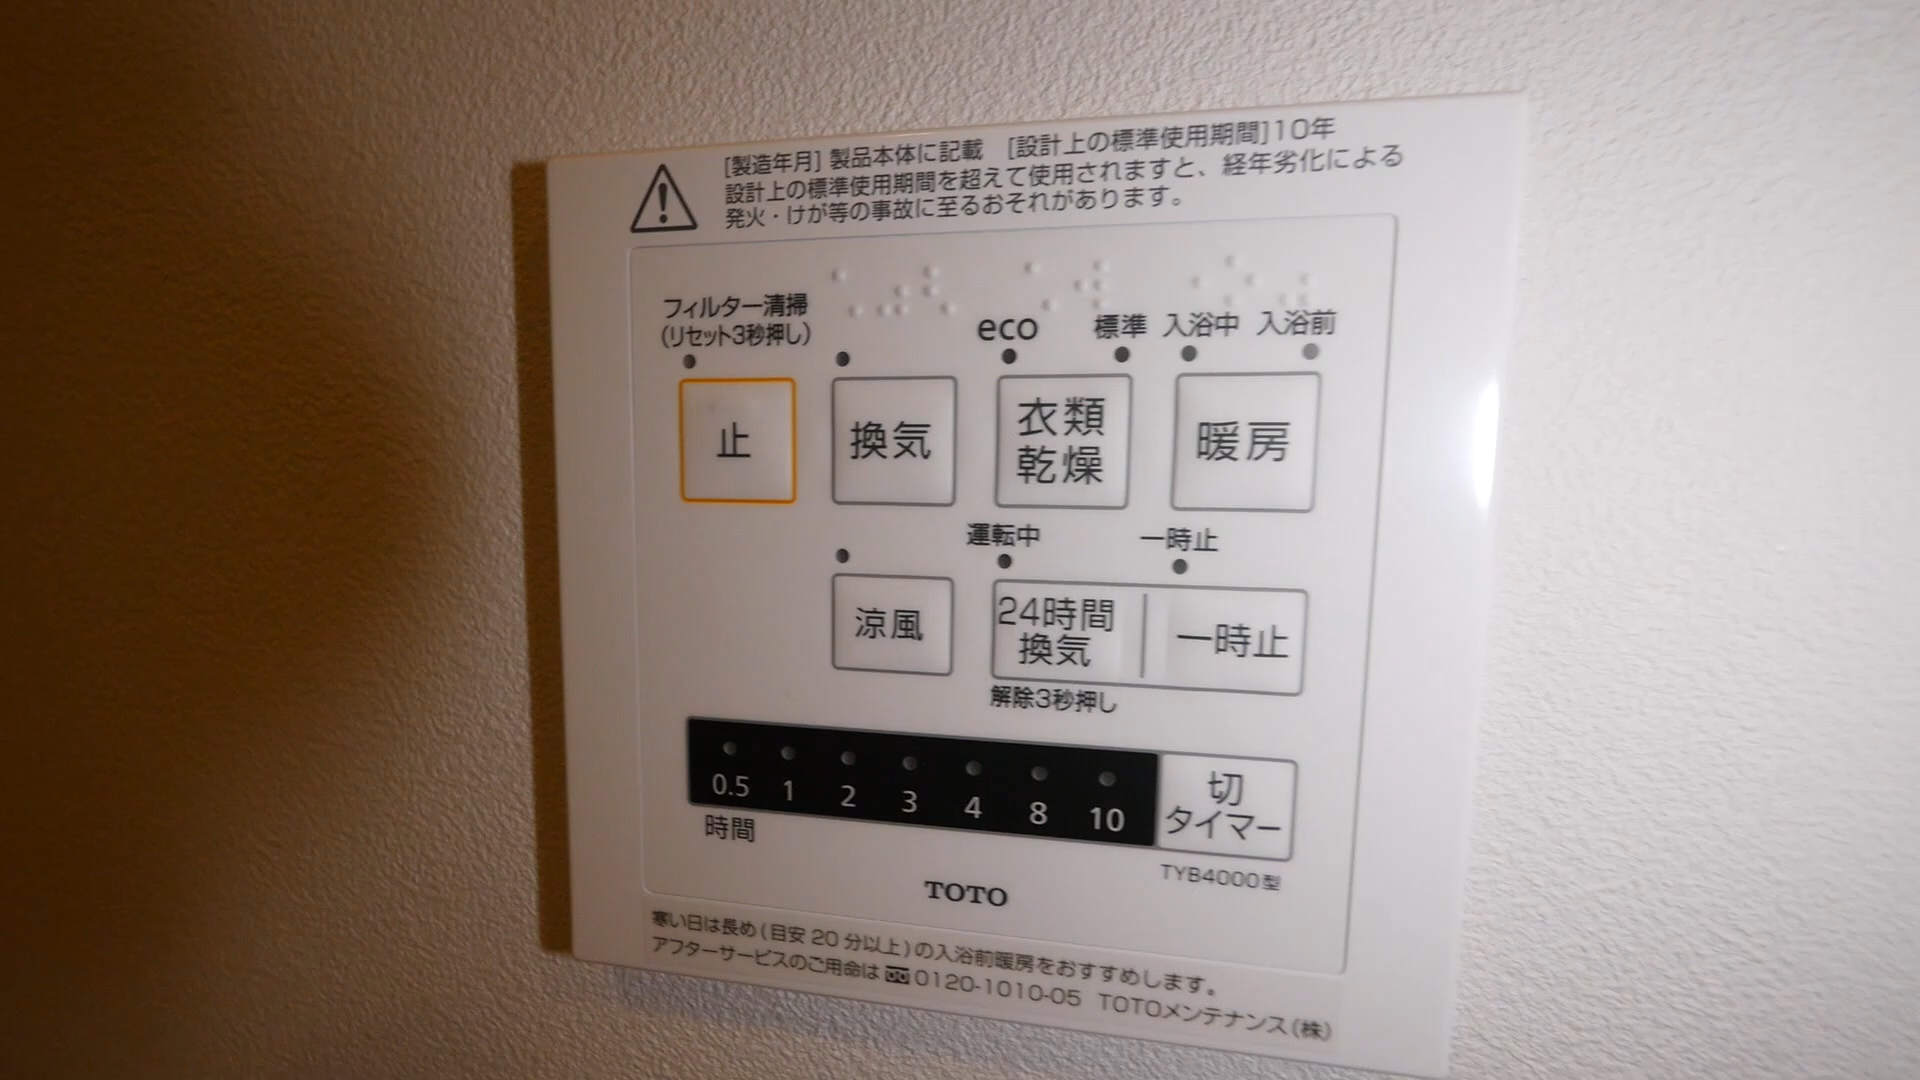 [製造年月] 製品本体に記載 [設計上の標準使用期間]10年
設計上の標準使用期間を超えて使用されますと、経年劣化による
発火・けが等の事故に至るおそれがあります。
フィルター清掃
(リセット3秒押し)
eco 標準 入浴中 入浴前
止
換気
衣類
乾燥
暖房
運転中 一時止
涼風
24時間
換気
一時止
解除3秒押し
0.5 1 2 3 4 8 10
時間
切
タイマー
TYB4000型
TOTO
寒い日は長め(目安 20 分以上)の入浴前暖房をおすすめします。
アフターサービスのご用命は 0120-1010-05 TOTOメンテナンス(株)